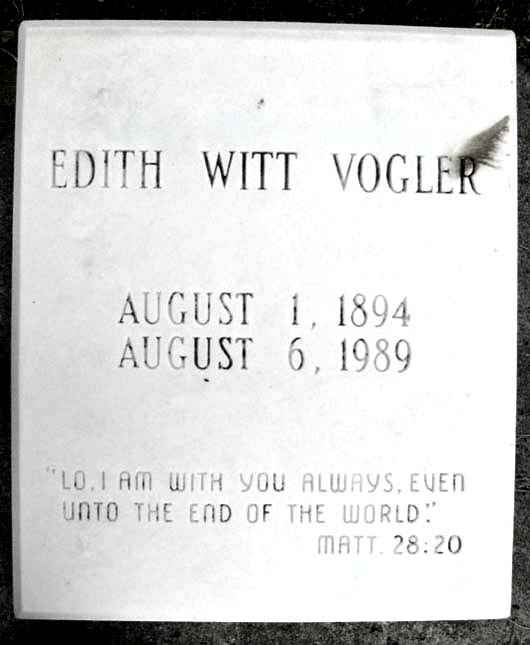 EDITH WITT VOGLER
AUGUST 1, 1894
AUGUST 6, 1989
"LO, I AM WITH YOU ALWAYS, EVEN
UNTO THE END OF THE WORLD."
MATT. 28:20